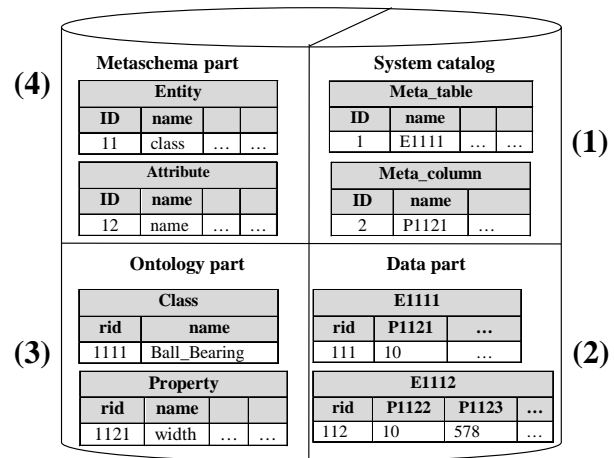 (4)
Metaschema part
Entity
ID name
11 class … …
Attribute
ID name
12 name … …
System catalog
Meta_table
ID name
1 E1111 … …
Meta_column
ID name
2 P1121 …
(1)
(3)
Ontology part
Class
rid name
1111 Ball_Bearing
Property
rid name
1121 width … …
Data part
E1111
rid P1121 …
111 10 …
E1112
rid P1122 P1123 …
112 10 578 …
(2)